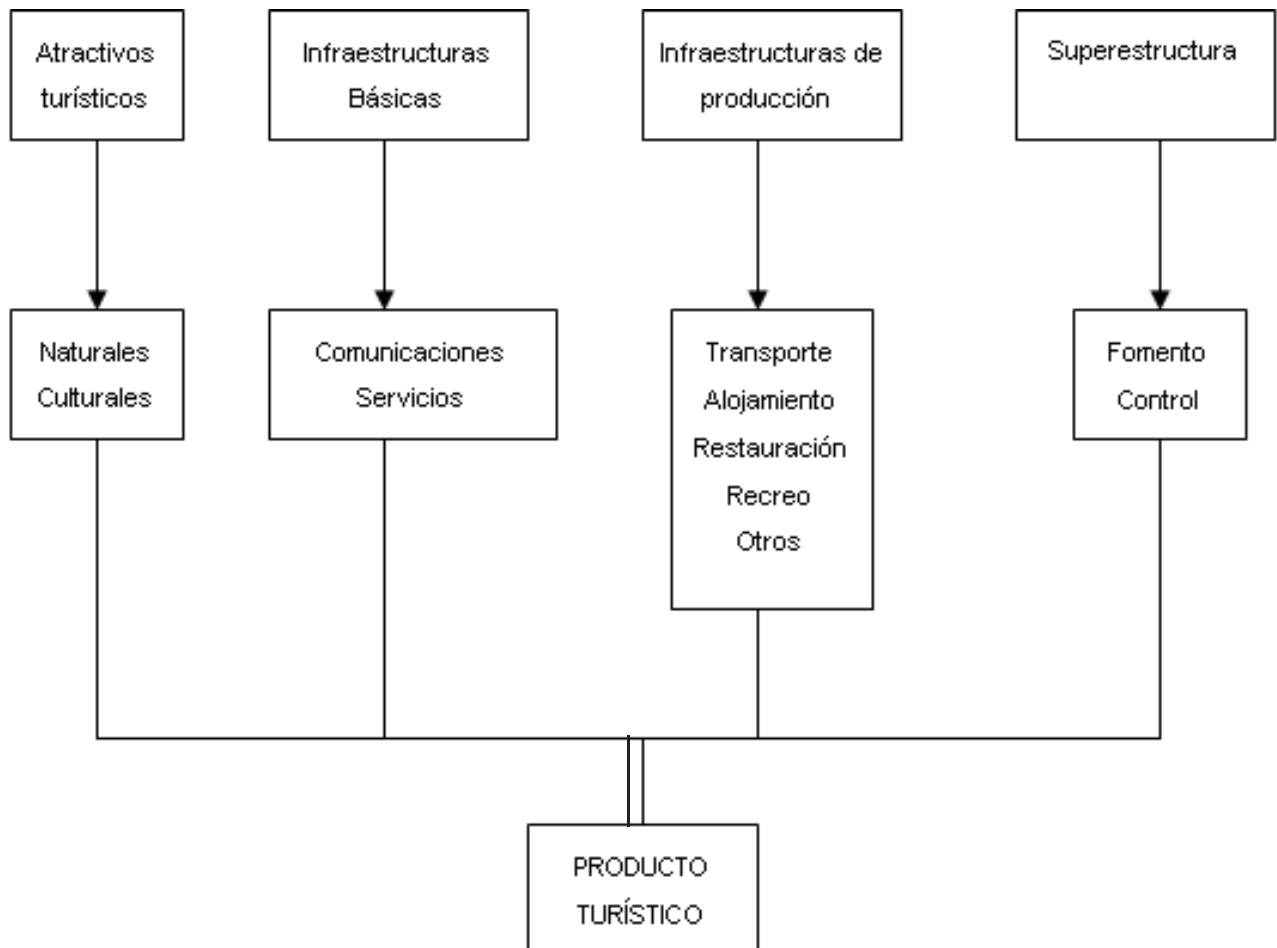 Atractivos
turísticos
Infraestructuras
Básicas
Infraestructuras de
producción
Superestructura
Naturales
Culturales
Comunicaciones
Servicios
Transporte
Alojamiento
Restauración
Recreo
Otros
Fomento
Control
PRODUCTO
TURÍSTICO